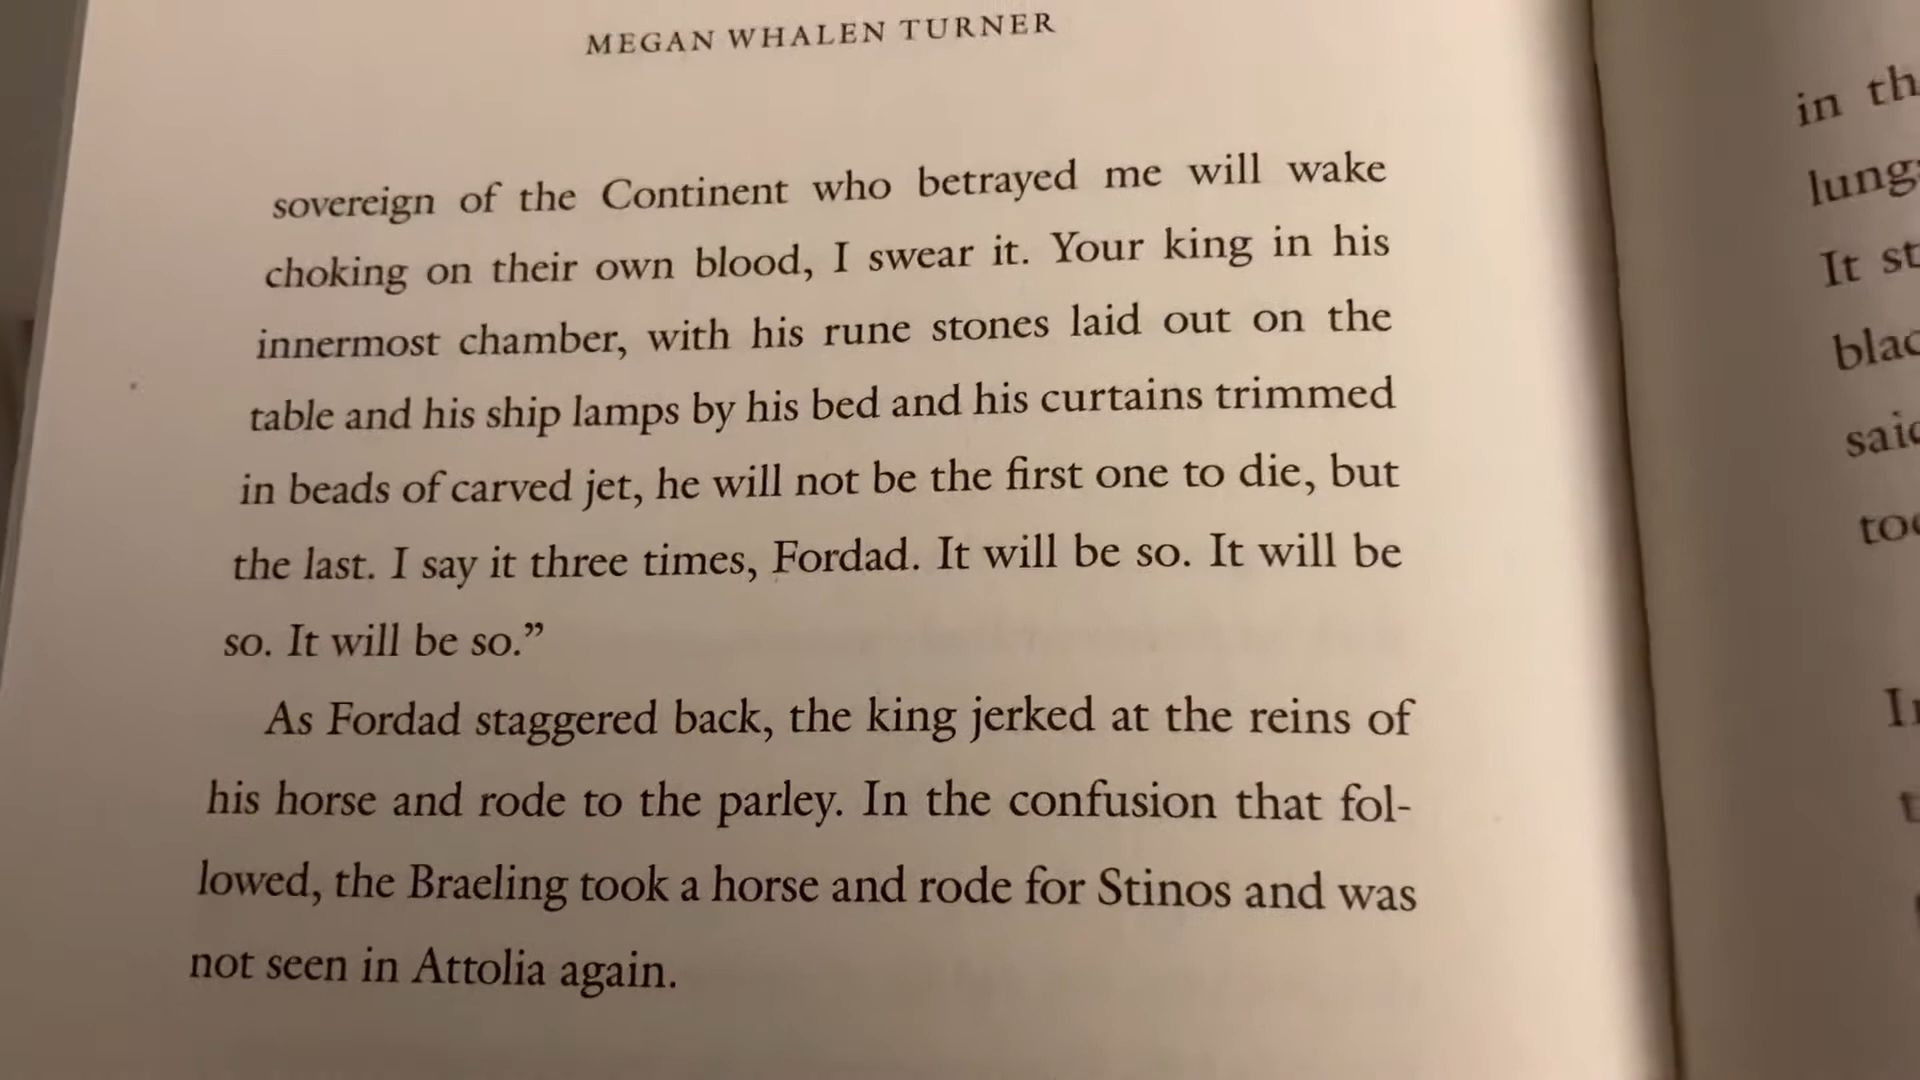 MEGAN WHALEN TURNER
sovereign of the Continent who betrayed me will wake
choking on their own blood, I swear it. Your king in his
innermost chamber, with his rune stones laid out on the
table and his ship lamps by his bed and his curtains trimmed
in beads of carved jet, he will not be the first one to die, but
the last. I say it three times, Fordad. It will be so. It will be
so. It will be so.”
As Fordad staggered back, the king jerked at the reins of
his horse and rode to the parley. In the confusion that fol-
lowed, the Braeling took a horse and rode for Stinos and was
not seen in Attolia again.
in
It